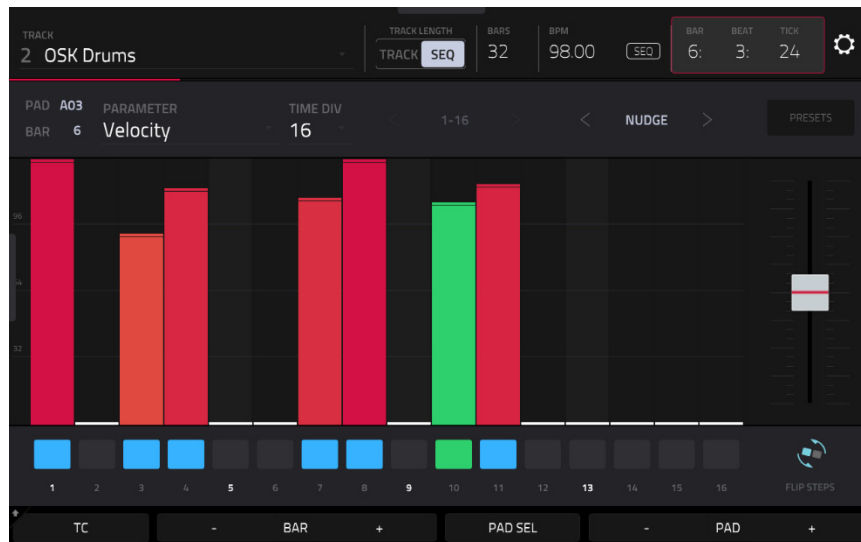 TRACK
2 OSK Drums
TRACK LENGTH
TRACK SEQ
BARS
32
BPM
98.00
SEQ
BAR BEAT TICK
6: 3: 24
PAD A03
BAR 6
PARAMETER
Velocity
TIME DIV
16
< 1-16 >
< NUDGE >
PRESETS
96
64
32
1 2 3 4 5 6 7 8 9 10 11 12 13 14 15 16
FLIP STEPS
TC - BAR + PAD SEL - PAD +